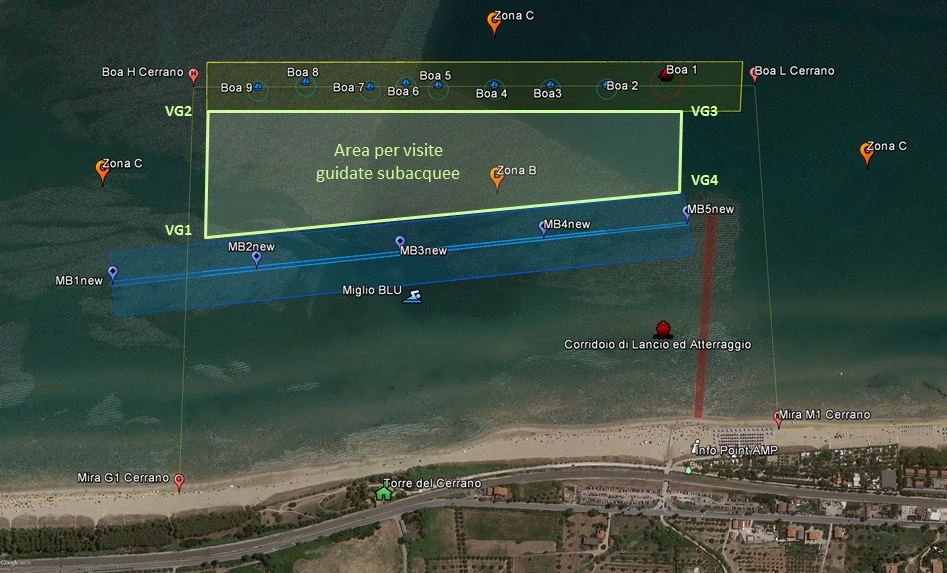 Zona C
Boa H Cerrano
Boa 9
Boa 8
Boa 7
Boa 6
Boa 5
Boa 4
Boa3
Boa 2
Boa 1
Boa L Cerrano
VG2
VG3
Area per visite
guidate subacquee
Zona C
Zona B
Zona C
VG4
VG1
MB1new
MB2new
MB3new
MB4new
MB5new
Miglio BLU
Corridoio di Lancio ed Atterraggio
Mira M1 Cerrano
Info Point AMP
Mira G1 Cerrano
Torre del Cerrano
Google